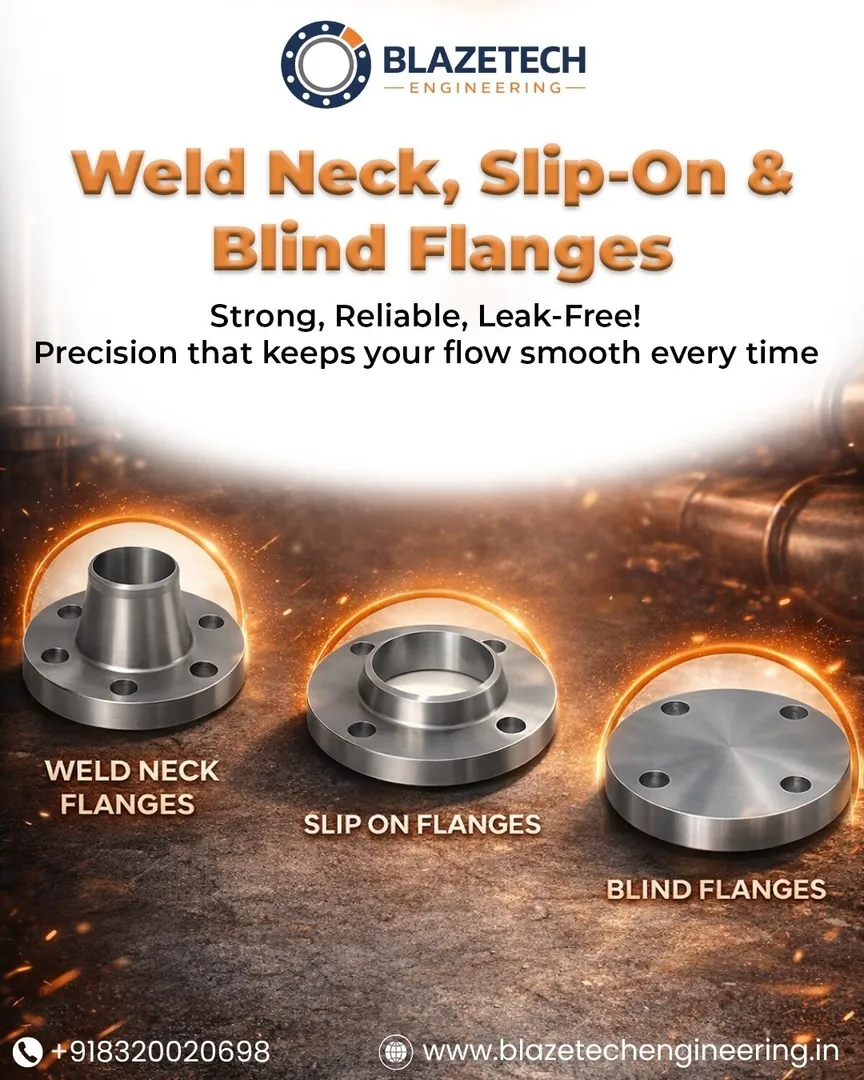 BLAZETECH
ENGINEERING
Weld Neck, Slip-On &
Blind Flanges
Strong, Reliable, Leak-Free!
Precision that keeps your flow smooth every time
WELD NECK
FLANGES
SLIP ON FLANGES
BLIND FLANGES
+918320020698
www.blazetechengineering.in